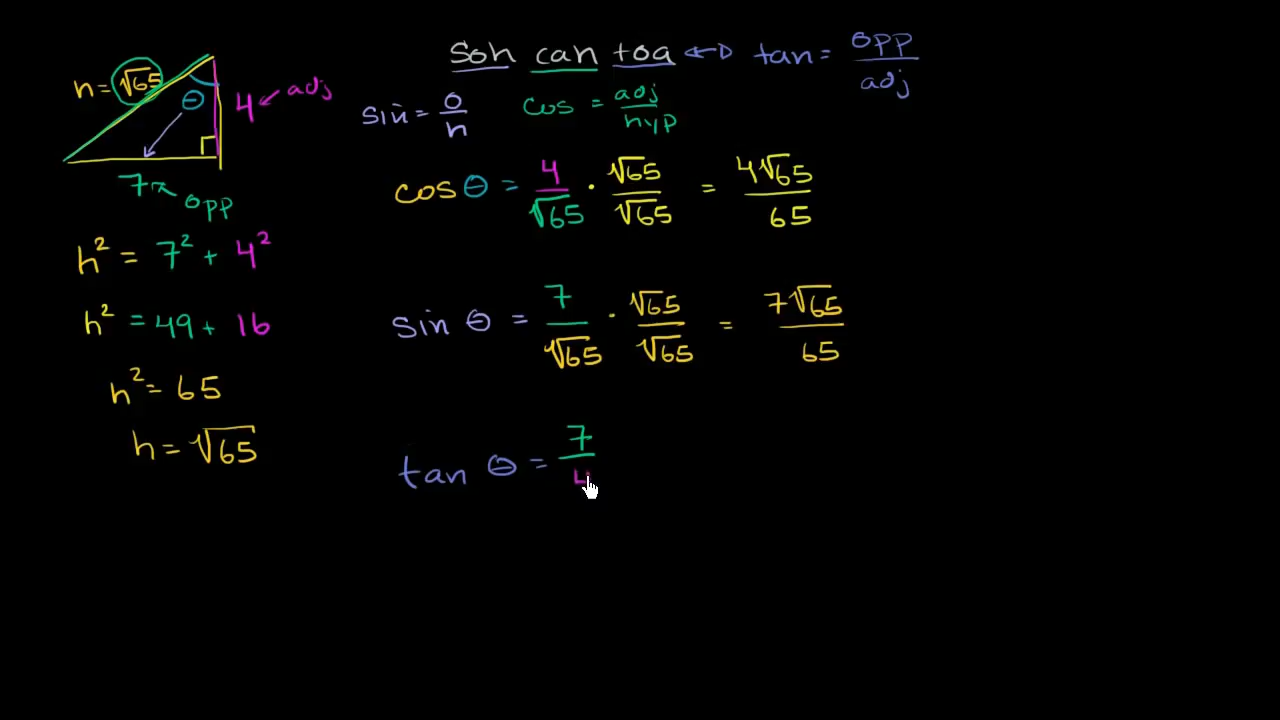 soh cah toa ↔ tan = opp/adj
sin = o/h cos = adj/hyp
h = √65
θ
4 ← adj
7 ← opp
cos θ = 4/√65 · √65/√65 = 4√65/65
h² = 7² + 4²
h² = 49 + 16
sin θ = 7/√65 · √65/√65 = 7√65/65
h² = 65
h = √65
tan θ = 7/4